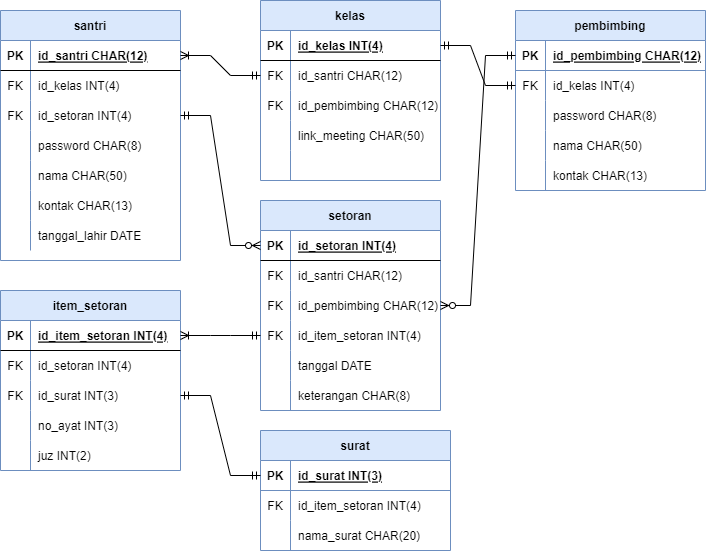 santri
PK id_santri CHAR(12)
FK id_kelas INT(4)
FK id_setoran INT(4)
password CHAR(8)
nama CHAR(50)
kontak CHAR(13)
tanggal_lahir DATE
kelas
PK id_kelas INT(4)
FK id_santri CHAR(12)
FK id_pembimbing CHAR(12)
link_meeting CHAR(50)
pembimbing
PK id_pembimbing CHAR(12)
FK id_kelas INT(4)
password CHAR(8)
nama CHAR(50)
kontak CHAR(13)
setoran
PK id_setoran INT(4)
FK id_santri CHAR(12)
FK id_pembimbing CHAR(12)
FK id_item_setoran INT(4)
tanggal DATE
keterangan CHAR(8)
item_setoran
PK id_item_setoran INT(4)
FK id_setoran INT(4)
FK id_surat INT(3)
no_ayat INT(3)
juz INT(2)
surat
PK id_surat INT(3)
FK id_item_setoran INT(4)
nama_surat CHAR(20)